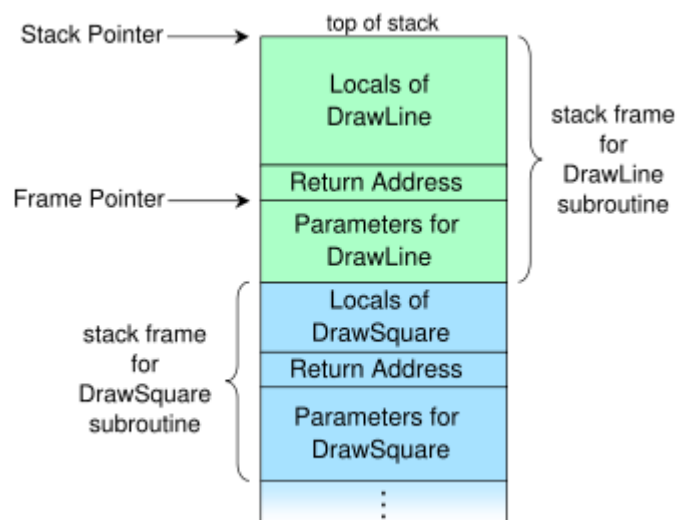 top of stack
Stack Pointer
Locals of
DrawLine
stack frame
for
DrawLine
subroutine
Return Address
Frame Pointer
Parameters for
DrawLine
Locals of
DrawSquare
stack frame
for
DrawSquare
subroutine
Return Address
Parameters for
DrawSquare
⋮